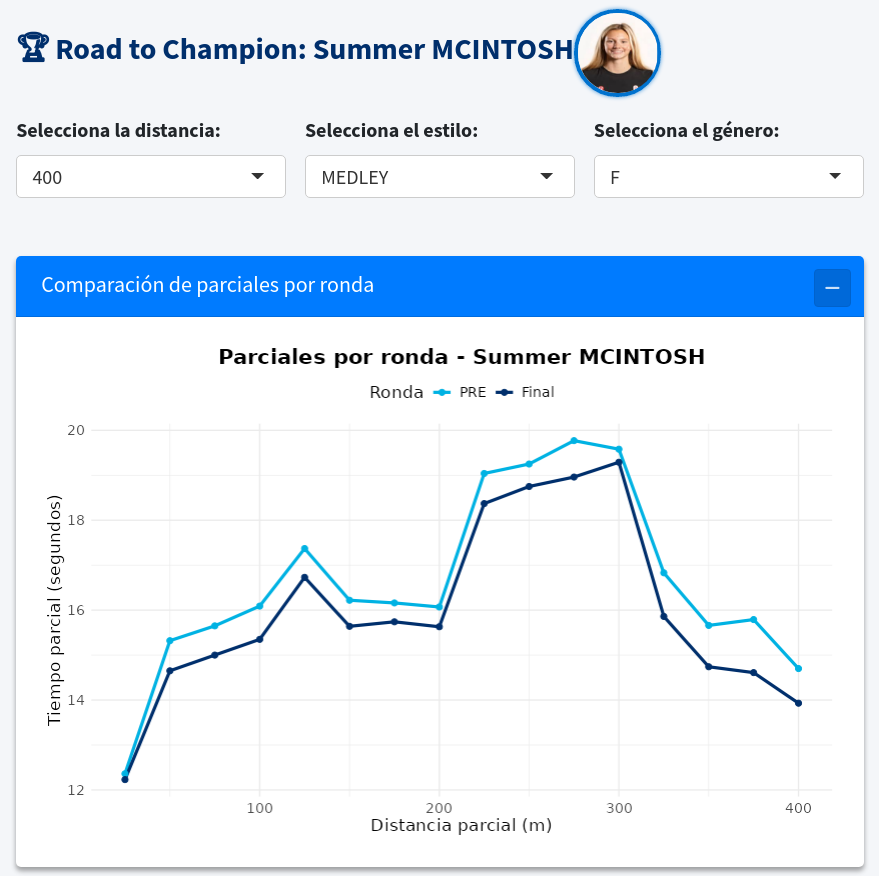 🏆 Road to Champion: Summer MCINTOSH
Selecciona la distancia: Selecciona el estilo: Selecciona el género:
400 MEDLEY F
Comparación de parciales por ronda
Parciales por ronda - Summer MCINTOSH
Ronda PRE Final
20
18
16
14
12
Tiempo parcial (segundos)
100 200 300 400
Distancia parcial (m)